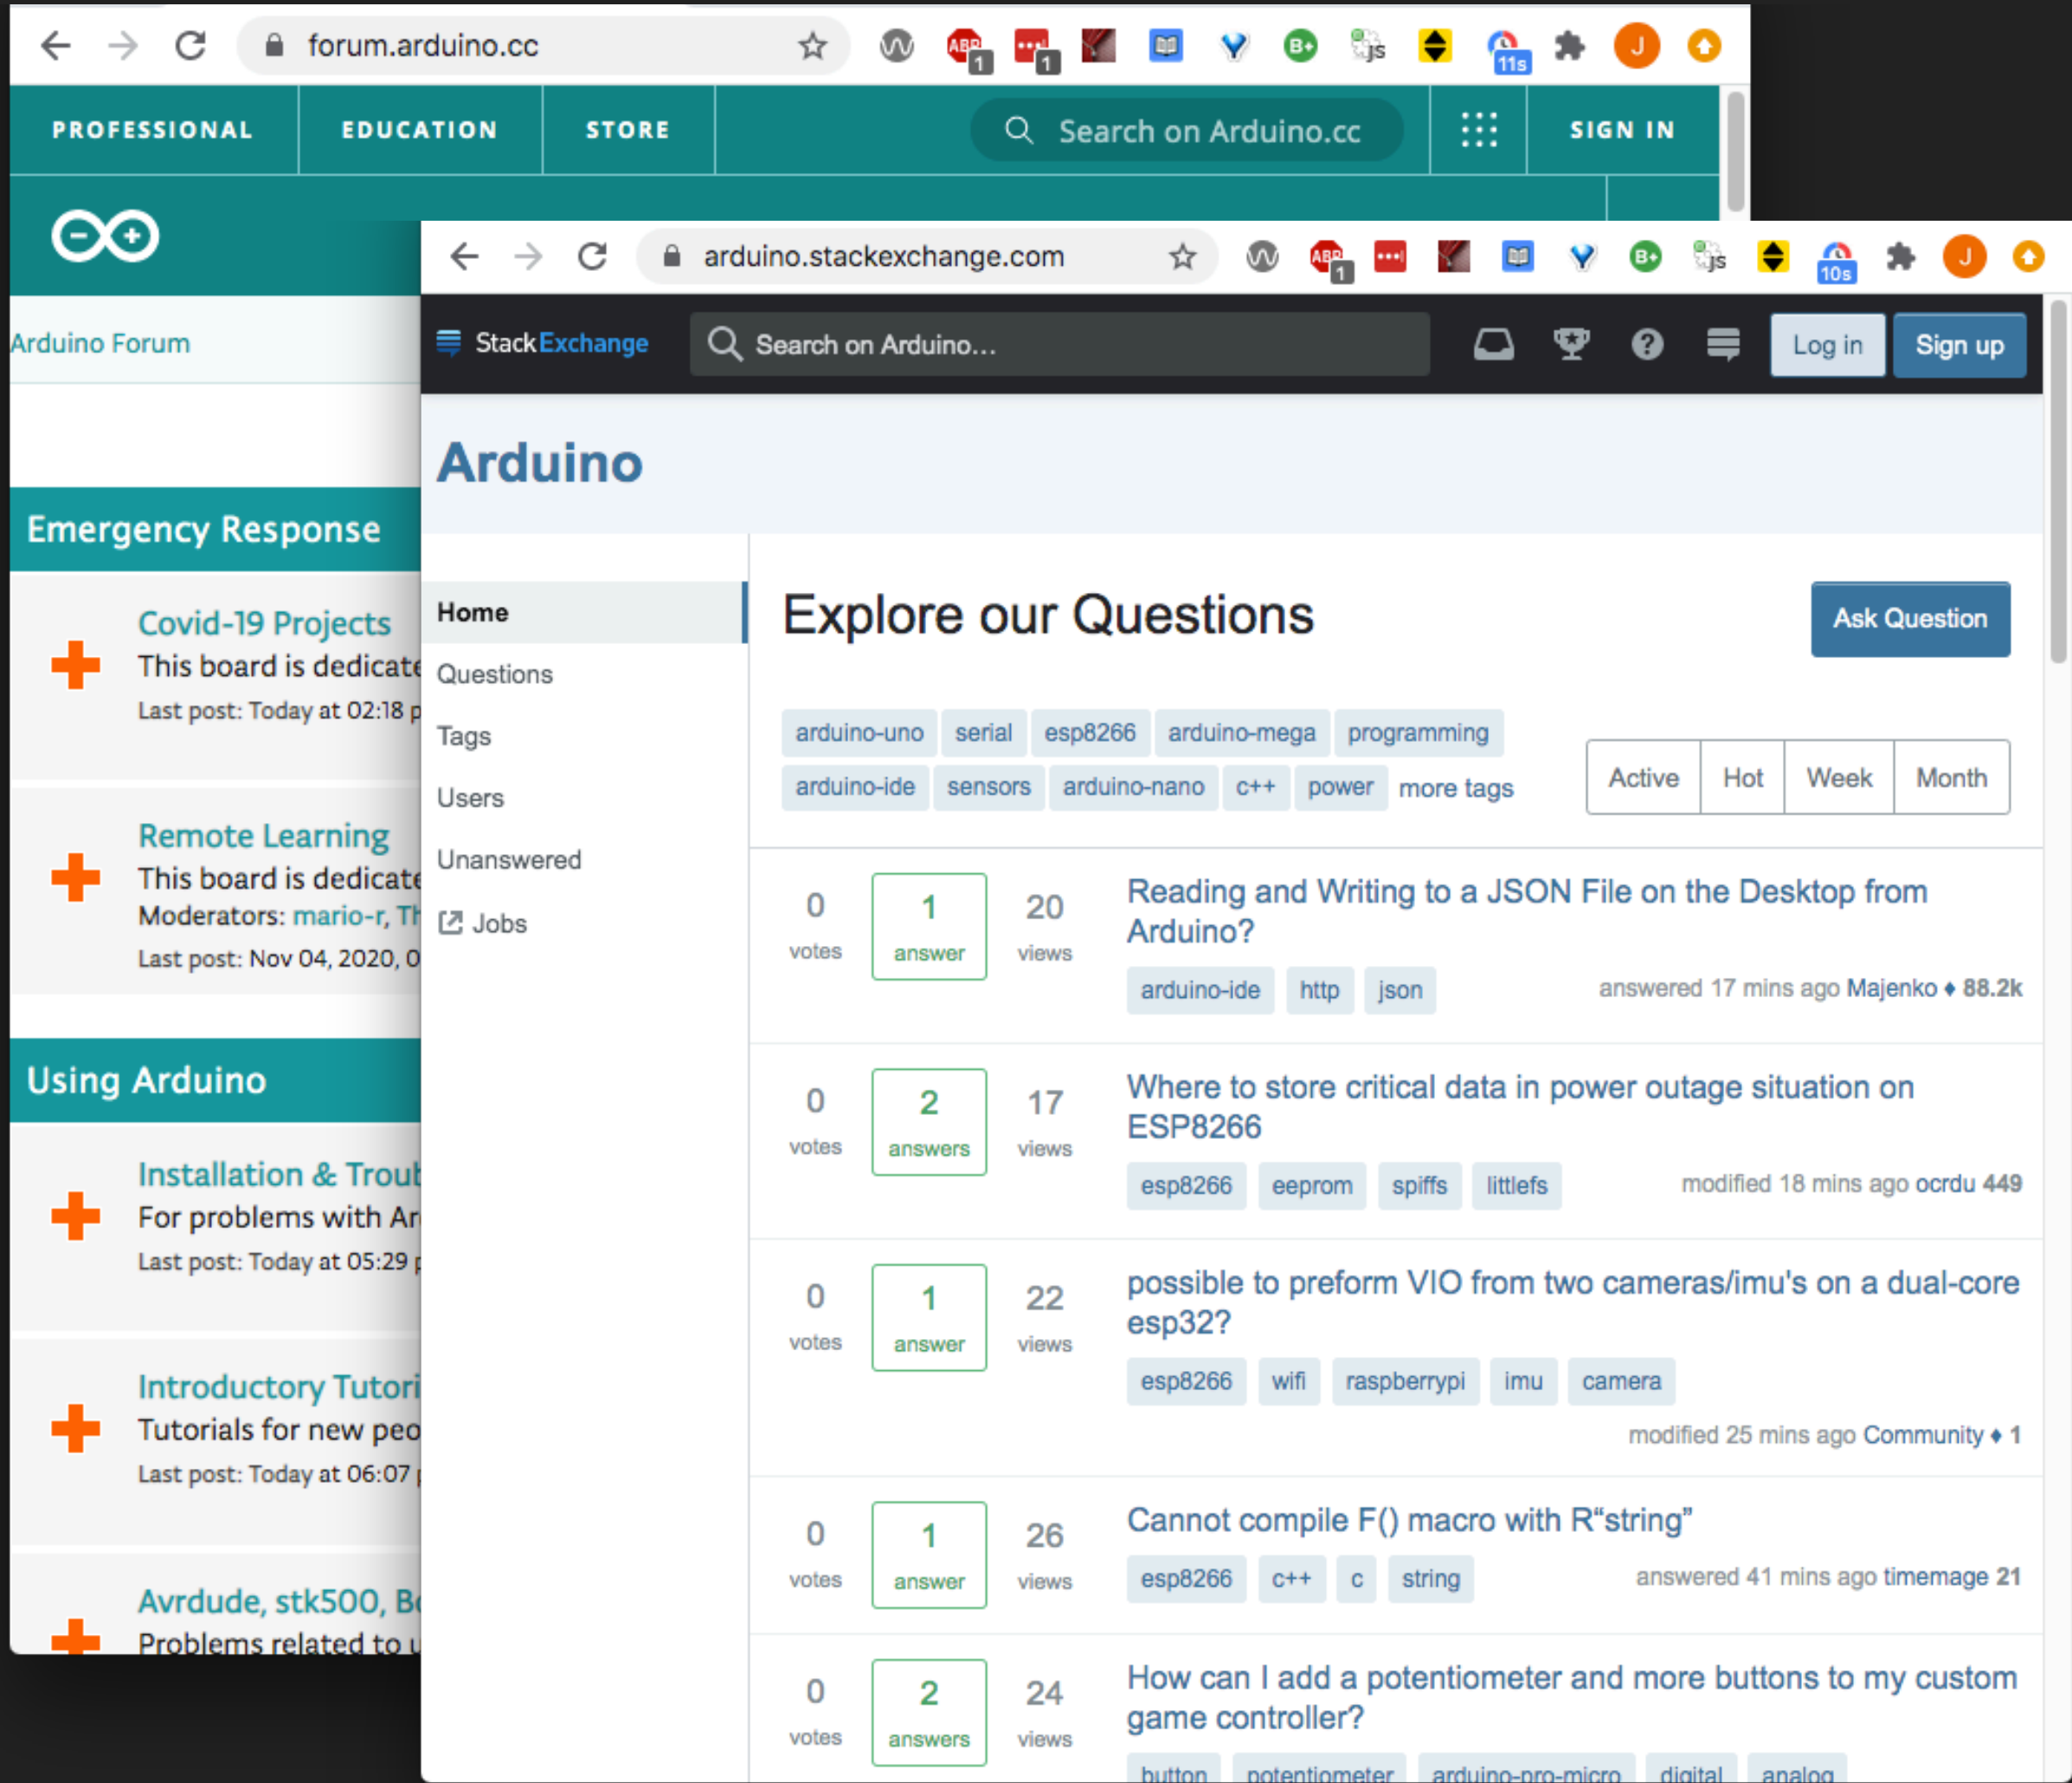 forum.arduino.cc
ABP 1 1 B+ js 11s J
PROFESSIONAL EDUCATION STORE Search on Arduino.cc SIGN IN
Arduino Forum
Emergency Response
Covid-19 Projects
This board is dedicate
Last post: Today at 02:18 p
Remote Learning
This board is dedicate
Moderators: mario-r, Th
Last post: Nov 04, 2020, 0
Using Arduino
Installation & Troub
For problems with Ar
Last post: Today at 05:29 p
Introductory Tutori
Tutorials for new peo
Last post: Today at 06:07 p
Avrdude, stk500, Bo
Problems related to u
arduino.stackexchange.com
ABP 1 B+ js 10s J
StackExchange Search on Arduino... Log in Sign up
Arduino
Home
Questions
Tags
Users
Unanswered
Jobs
Explore our Questions
Ask Question
arduino-uno serial esp8266 arduino-mega programming
arduino-ide sensors arduino-nano c++ power more tags
Active Hot Week Month
0 votes 1 answer 20 views
Reading and Writing to a JSON File on the Desktop from
Arduino?
arduino-ide http json
answered 17 mins ago Majenko ♦ 88.2k
0 votes 2 answers 17 views
Where to store critical data in power outage situation on
ESP8266
esp8266 eeprom spiffs littlefs
modified 18 mins ago ocrdu 449
0 votes 1 answer 22 views
possible to preform VIO from two cameras/imu's on a dual-core
esp32?
esp8266 wifi raspberrypi imu camera
modified 25 mins ago Community ♦ 1
0 votes 1 answer 26 views
Cannot compile F() macro with R“string”
esp8266 c++ c string
answered 41 mins ago timemage 21
0 votes 2 answers 24 views
How can I add a potentiometer and more buttons to my custom
game controller?
button potentiometer arduino-pro-micro digital analog